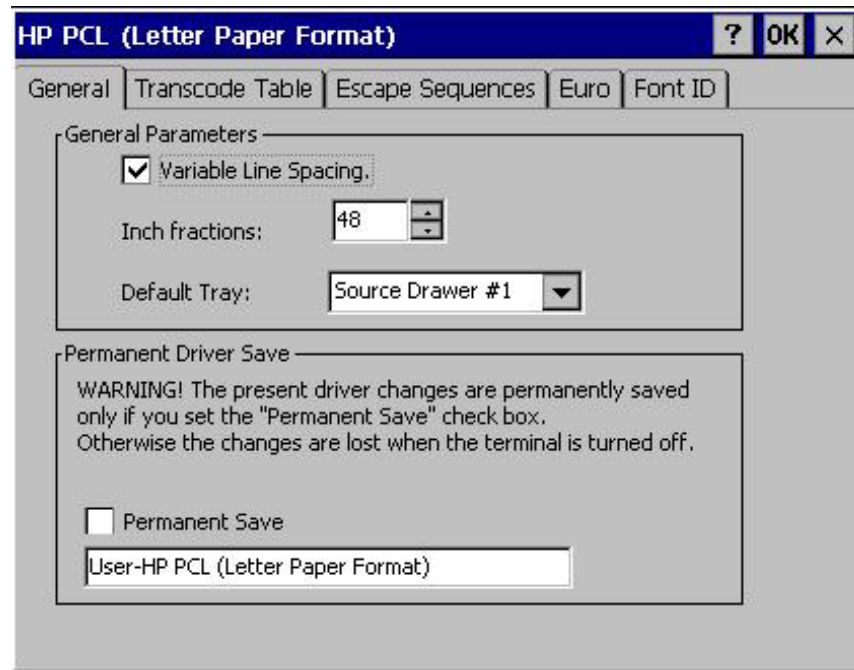 HP PCL (Letter Paper Format) ? OK ×
General Transcode Table Escape Sequences Euro Font ID
General Parameters
Variable Line Spacing.
Inch fractions: 48
Default Tray: Source Drawer #1
Permanent Driver Save
WARNING! The present driver changes are permanently saved
only if you set the "Permanent Save" check box.
Otherwise the changes are lost when the terminal is turned off.
Permanent Save
User-HP PCL (Letter Paper Format)